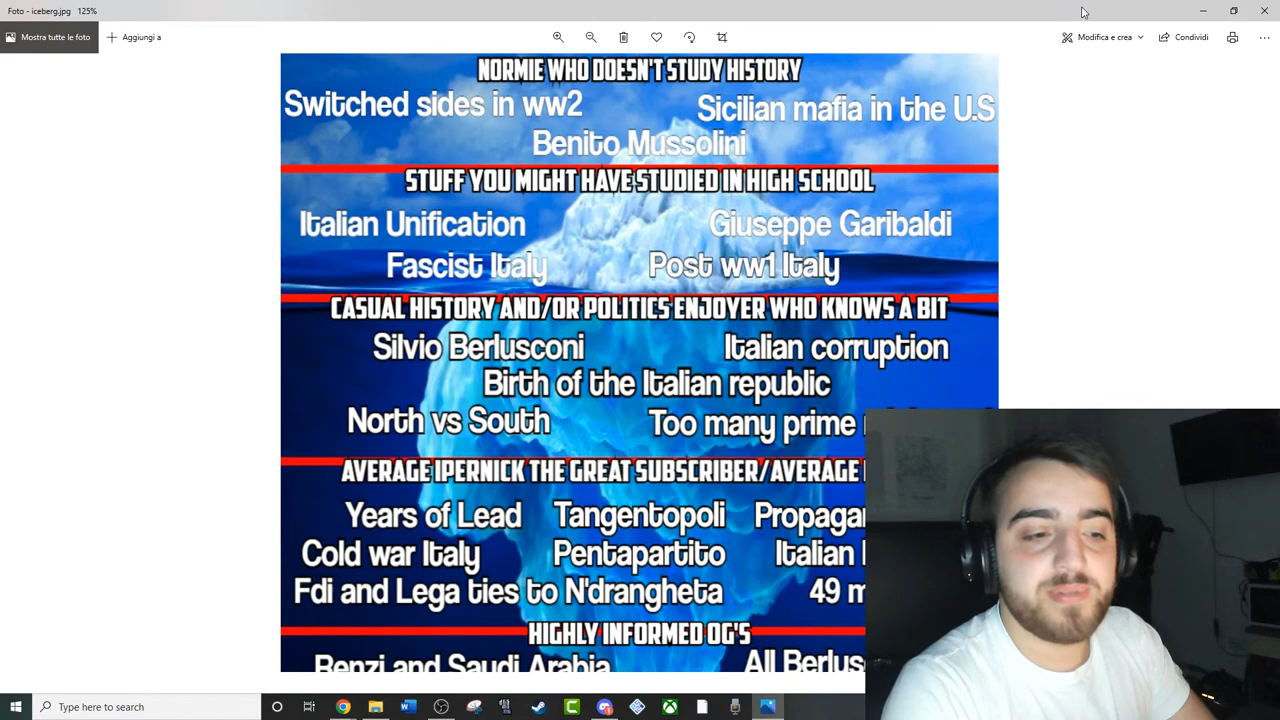 Foto - iceberg.jpg 125%
Mostra tutte le foto
Aggiungi a
Modifica e crea
Condividi
NORMIE WHO DOESN'T STUDY HISTORY
Switched sides in ww2
Sicilian mafia in the U.S
Benito Mussolini
STUFF YOU MIGHT HAVE STUDIED IN HIGH SCHOOL
Italian Unification
Giuseppe Garibaldi
Fascist Italy
Post ww1 Italy
CASUAL HISTORY AND/OR POLITICS ENJOYER WHO KNOWS A BIT
Silvio Berlusconi
Italian corruption
Birth of the Italian republic
North vs South
Too many prime
AVERAGE IPERNICK THE GREAT SUBSCRIBER/AVERAGE
Years of Lead
Tangentopoli
Cold war Italy
Pentapartito
Italian
Fdi and Lega ties to N'drangheta
49
HIGHLY INFORMED OG'S
Renzi and Saudi Arabia
All
Type here to search